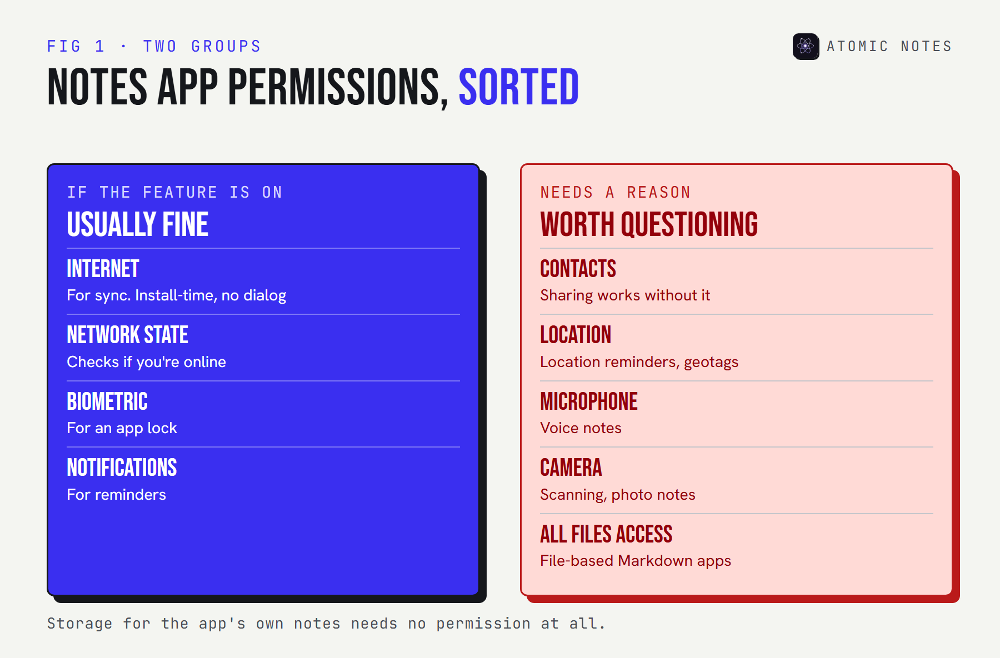 FIG 1 · TWO GROUPS
ATOMIC NOTES
NOTES APP PERMISSIONS, SORTED
IF THE FEATURE IS ON
USUALLY FINE
INTERNET
For sync. Install-time, no dialog
NETWORK STATE
Checks if you're online
BIOMETRIC
For an app lock
NOTIFICATIONS
For reminders
NEEDS A REASON
WORTH QUESTIONING
CONTACTS
Sharing works without it
LOCATION
Location reminders, geotags
MICROPHONE
Voice notes
CAMERA
Scanning, photo notes
ALL FILES ACCESS
File-based Markdown apps
Storage for the app's own notes needs no permission at all.